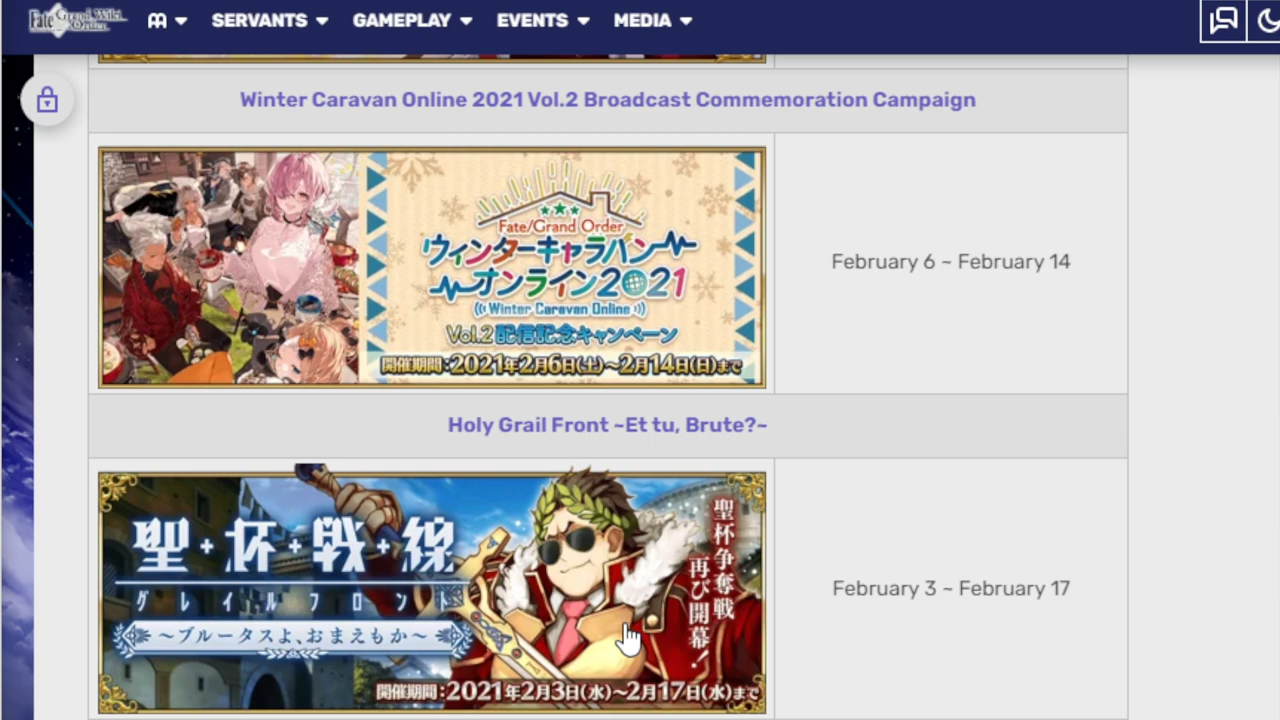 Fate Grand Wiki Order
SERVANTS
GAMEPLAY
EVENTS
MEDIA
Winter Caravan Online 2021 Vol.2 Broadcast Commemoration Campaign
Fate/Grand Order
ウィンターキャラバン
オンライン2021
Winter Caravan Online
Vol.2 配信記念キャンペーン
開催期間:2021年2月6日(土)~2月14日(日)まで
February 6 ~ February 14
Holy Grail Front ~Et tu, Brute?~
聖・杯・戦・線
グレイルフロント
~ブルータスよ、おまえもか~
聖杯争奪戦
再び開幕!
開催期間:2021年2月3日(水)~2月17日(水)まで
February 3 ~ February 17